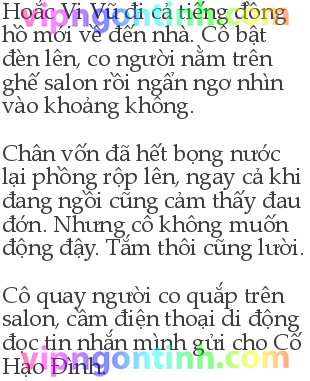 Hoắc Vi Vũ đi cả tiếng đồng
hồ mới về đến nhà. Cô bật
đèn lên, co người nằm trên
ghế salon rồi ngẩn ngơ nhìn
vào khoảng không.
Chân vốn đã hết bọng nước
lại phồng rộp lên, ngay cả khi
đang ngồi cũng cảm thấy đau
đớn. Nhưng cô không muốn
động đậy. Tắm thôi cũng lười.
Cô quay người co quắp trên
salon, cầm điện thoại di động
đọc tin nhắn mình gửi cho Cố
Hạo Đình.
vipngontinh.com
vipngontinh.com